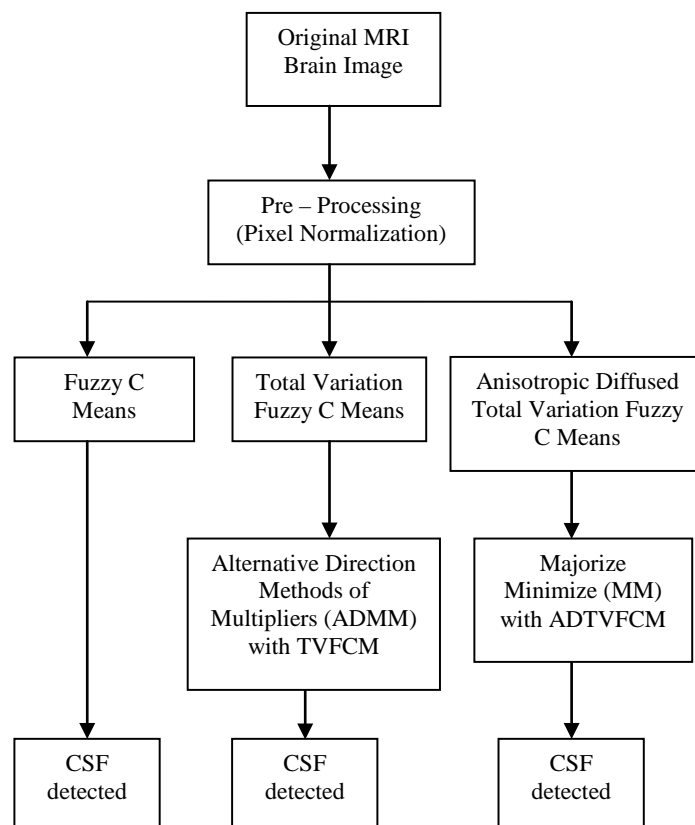 Original MRI
Brain Image
Pre – Processing
(Pixel Normalization)
Fuzzy C
Means
Total Variation
Fuzzy C Means
Anisotropic Diffused
Total Variation Fuzzy
C Means
Alternative Direction
Methods of
Multipliers (ADMM)
with TVFCM
Majorize
Minimize (MM)
with ADTVFCM
CSF
detected
CSF
detected
CSF
detected